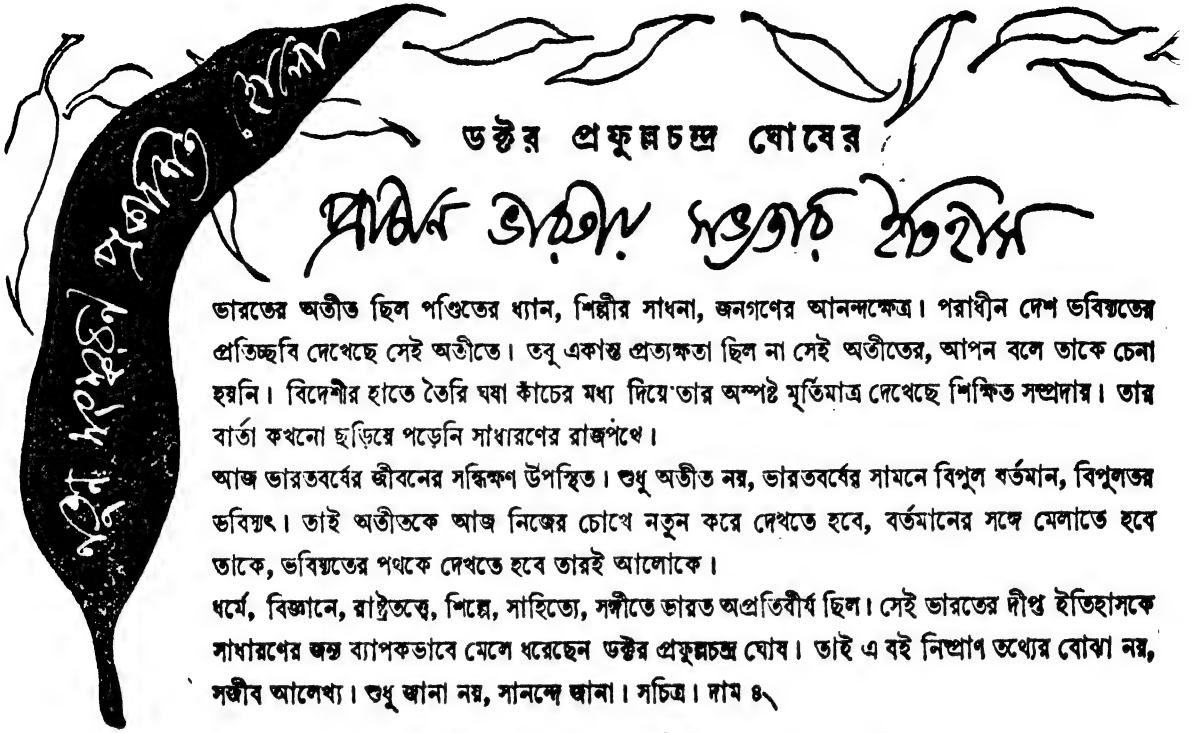 নতুন সংস্করণ প্রকাশিত হোলো
ডক্টর প্রফুল্লচন্দ্র ঘোষের
প্রাচীন ভারতীয় সভ্যতার ইতিহাস
ভারতের অতীত ছিল পণ্ডিতের ধ্যান, শিল্পীর সাধনা, জনগণের আনন্দক্ষেত্র। পরাধীন দেশ ভবিষ্যতের
প্রতিচ্ছবি দেখেছে সেই অতীতে। তবু একান্ত প্রত্যক্ষতা ছিল না সেই অতীতের, আপন বলে তাকে চেনা
হয়নি। বিদেশীর হাতে তৈরি ঘষা কাঁচের মধ্য দিয়ে তার অস্পষ্ট মূর্তিমাত্র দেখেছে শিক্ষিত সম্প্রদায়। তার
বার্তা কখনো ছড়িয়ে পড়েনি সাধারণের রাজপথে।
আজ ভারতবর্ষের জীবনের সন্ধিক্ষণ উপস্থিত। শুধু অতীত নয়, ভারতবর্ষের সামনে বিপুল বর্তমান, বিপুলতর
ভবিষ্যৎ। তাই অতীতকে আজ নিজের চোখে নতুন করে দেখতে হবে, বর্তমানের সঙ্গে মেলাতে হবে
তাকে, ভবিষ্যতের পথকে দেখতে হবে তারই আলোকে।
ধর্মে, বিজ্ঞানে, রাষ্ট্রতত্ত্বে, শিল্পে, সাহিত্যে, সঙ্গীতে ভারত অপ্রতিবীর্য ছিল। সেই ভারতের দীপ্ত ইতিহাসকে
সাধারণের জন্য ব্যাপকভাবে মেলে ধরেছেন ডক্টর প্রফুল্লচন্দ্র ঘোষ। তাই এ বই নিষ্প্রাণ তথ্যের বোঝা নয়,
সজীব আলেখ্য। শুধু জানা নয়, সানন্দে জানা। সচিত্র। দাম ৪৲